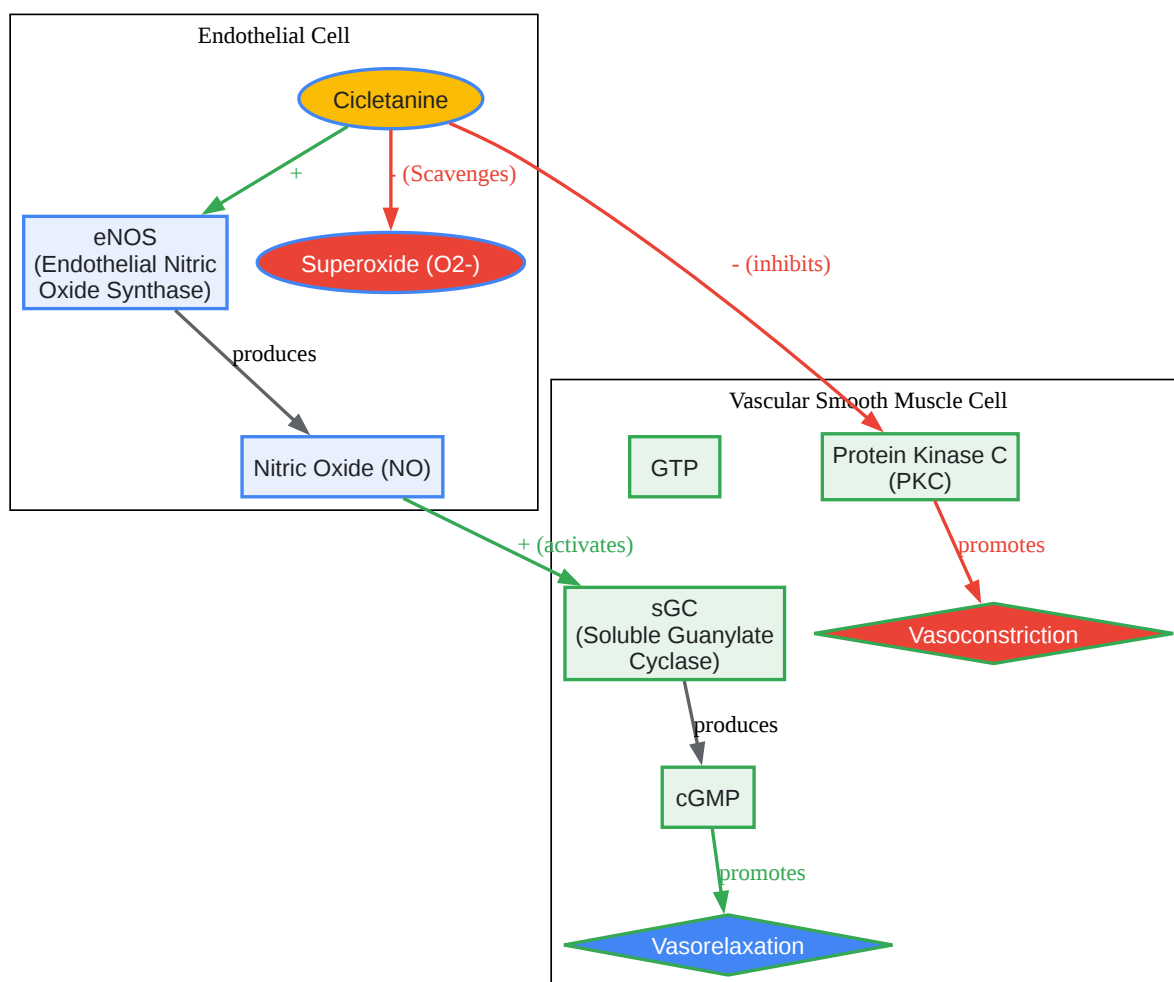 Endothelial Cell
Cicletanine
+
- (Scavenges)
eNOS
(Endothelial Nitric
Oxide Synthase)
Superoxide (O2-)
- (inhibits)
produces
Nitric Oxide (NO)
Vascular Smooth Muscle Cell
GTP
Protein Kinase C
(PKC)
+ (activates)
promotes
sGC
(Soluble Guanylate
Cyclase)
Vasoconstriction
produces
cGMP
promotes
Vasorelaxation